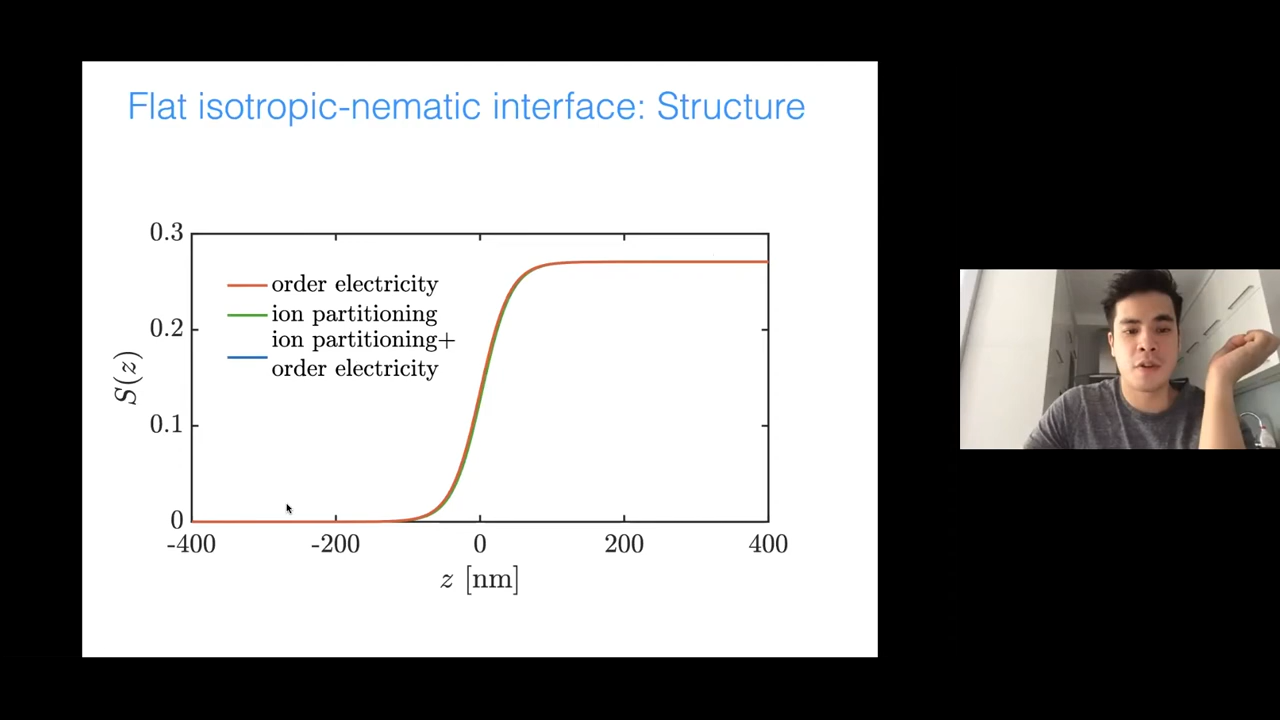 Flat isotropic-nematic interface: Structure
0.3
order electricity
ion partitioning
0.2
ion partitioning+
order electricity
S(z)
0.1
0
-400 -200 0 200 400
z [nm]